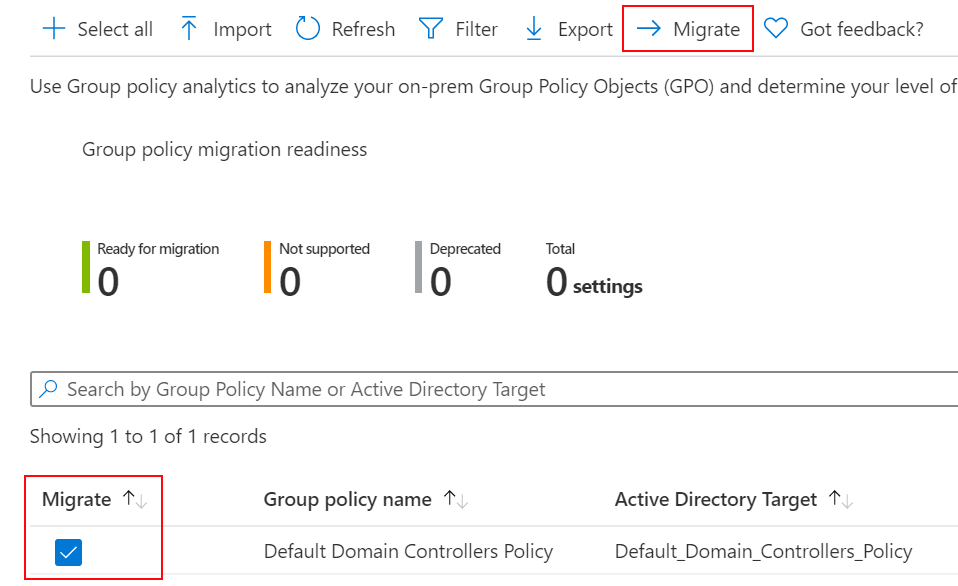 Select all Import Refresh Filter Export Migrate Got feedback?
Use Group policy analytics to analyze your on-prem Group Policy Objects (GPO) and determine your level of
Group policy migration readiness
Ready for migration Not supported Deprecated Total
0 0 0 0 settings
Search by Group Policy Name or Active Directory Target
Showing 1 to 1 of 1 records
Migrate Group policy name Active Directory Target
Default Domain Controllers Policy Default_Domain_Controllers_Policy